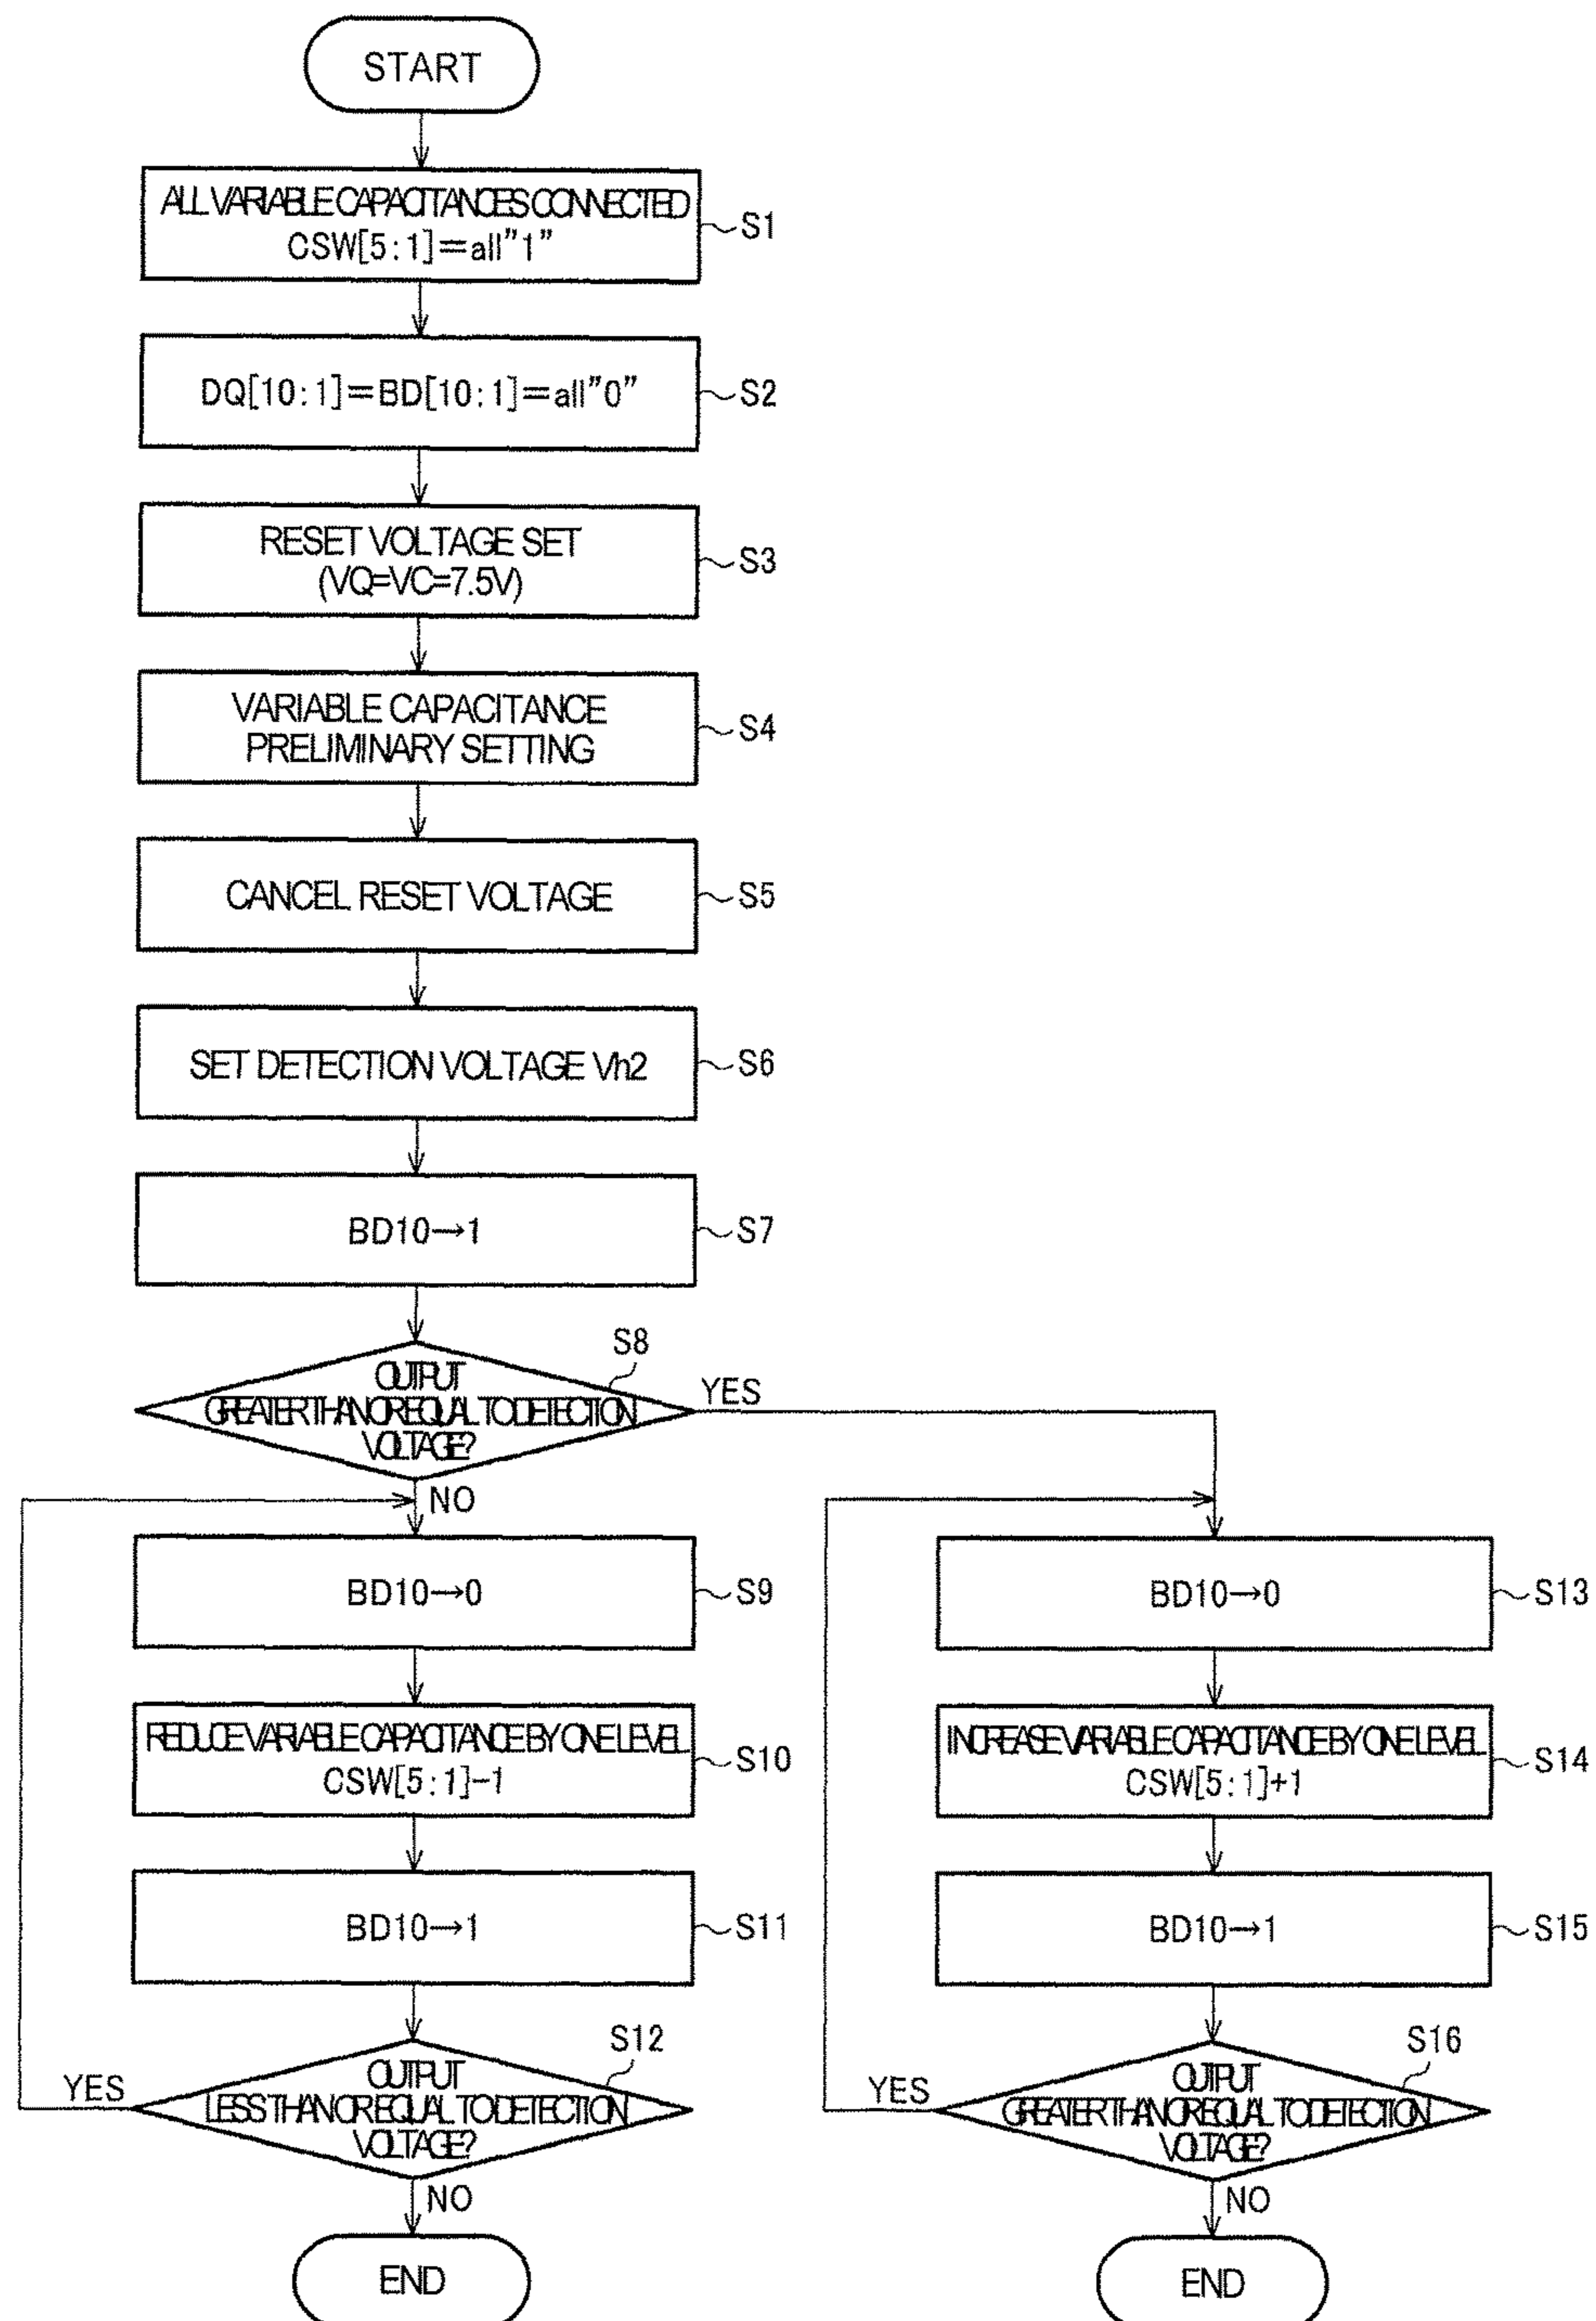 START
ALL VARIABLE CAPACITANCES CONNECTED
CSW[5:1]=all"1"
S1
DQ[10:1]=BD[10:1]=all"0"
S2
RESET VOLTAGE SET
(VQ=VC=7.5V)
S3
VARIABLE CAPACITANCE
PRELIMINARY SETTING
S4
CANCEL RESET VOLTAGE
S5
SET DETECTION VOLTAGE Vh2
S6
BD10→1
S7
S8
OUTPUT
GREATER THAN OR EQUAL TO DETECTION
VOLTAGE?
YES
NO
BD10→0
S9
REDUCE VARIABLE CAPACITANCE BY ONE LEVEL
CSW[5:1]-1
S10
BD10→1
S11
S12
OUTPUT
LESS THAN OR EQUAL TO DETECTION
VOLTAGE?
YES
NO
END
BD10→0
S13
INCREASE VARIABLE CAPACITANCE BY ONE LEVEL
CSW[5:1]+1
S14
BD10→1
S15
S16
OUTPUT
GREATER THAN OR EQUAL TO DETECTION
VOLTAGE?
YES
NO
END